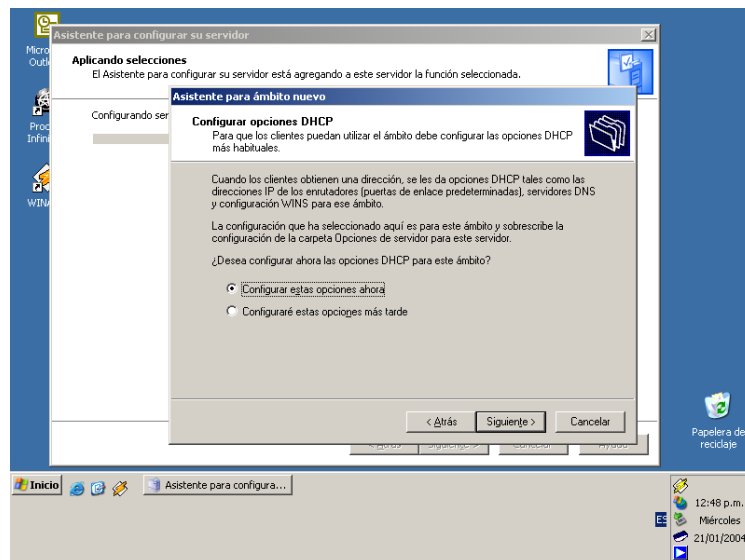 Asistente para configurar su servidor
Micro
Outl
Aplicando selecciones
El Asistente para configurar su servidor está agregando a este servidor la función seleccionada.
Asistente para ámbito nuevo
Configurando ser
Proc
Infini
WIN
Configurar opciones DHCP
Para que los clientes puedan utilizar el ámbito debe configurar las opciones DHCP
más habituales.
Cuando los clientes obtienen una dirección, se les da opciones DHCP tales como las
direcciones IP de los enrutadores (puertas de enlace predeterminadas), servidores DNS
y configuración WINS para ese ámbito.
La configuración que ha seleccionado aquí es para este ámbito y sobrescribe la
configuración de la carpeta Opciones de servidor para este servidor.
¿Desea configurar ahora las opciones DHCP para este ámbito?
Configurar estas opciones ahora
Configuraré estas opciones más tarde
< Atrás
Siguiente >
Cancelar
Papelera de
reciclaje
Inicio
Asistente para configura...
ES
12:48 p.m.
Miércoles
21/01/2004